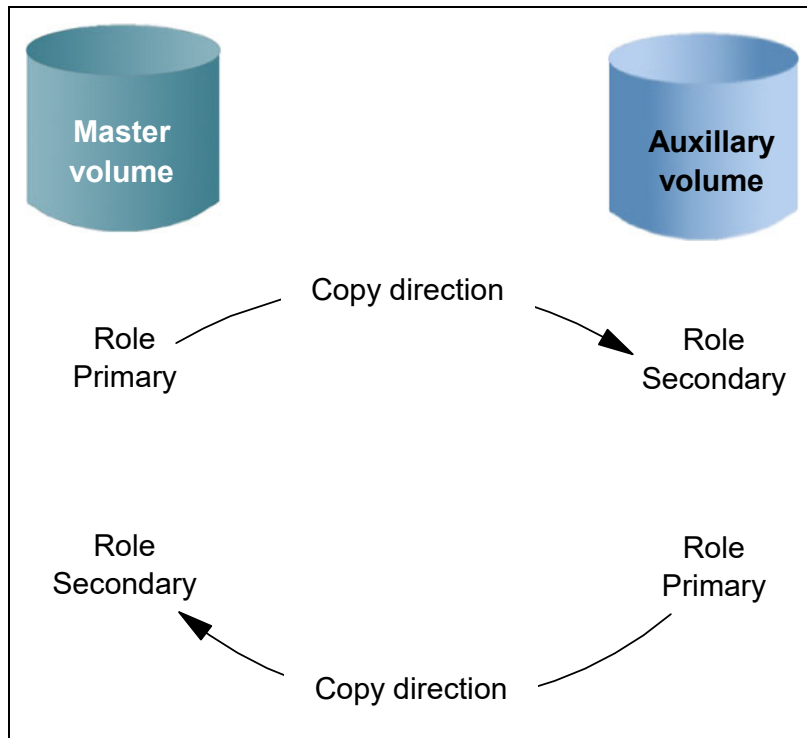 Master
volume
Auxillary
volume
Copy direction
Role
Primary
Role
Secondary
Role
Secondary
Role
Primary
Copy direction